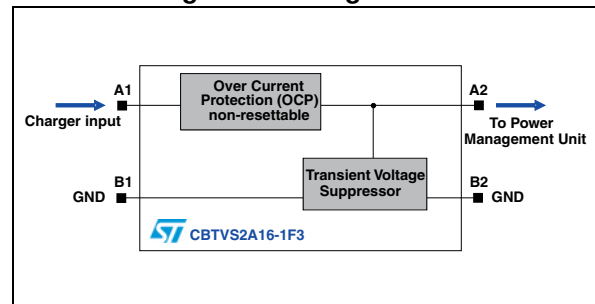 A1
Charger input
Over Current
Protection (OCP)
non-resettable
A2
To Power
Management Unit
B1
GND
Transient Voltage
Suppressor
B2
GND
ST
CBTVS2A16-1F3